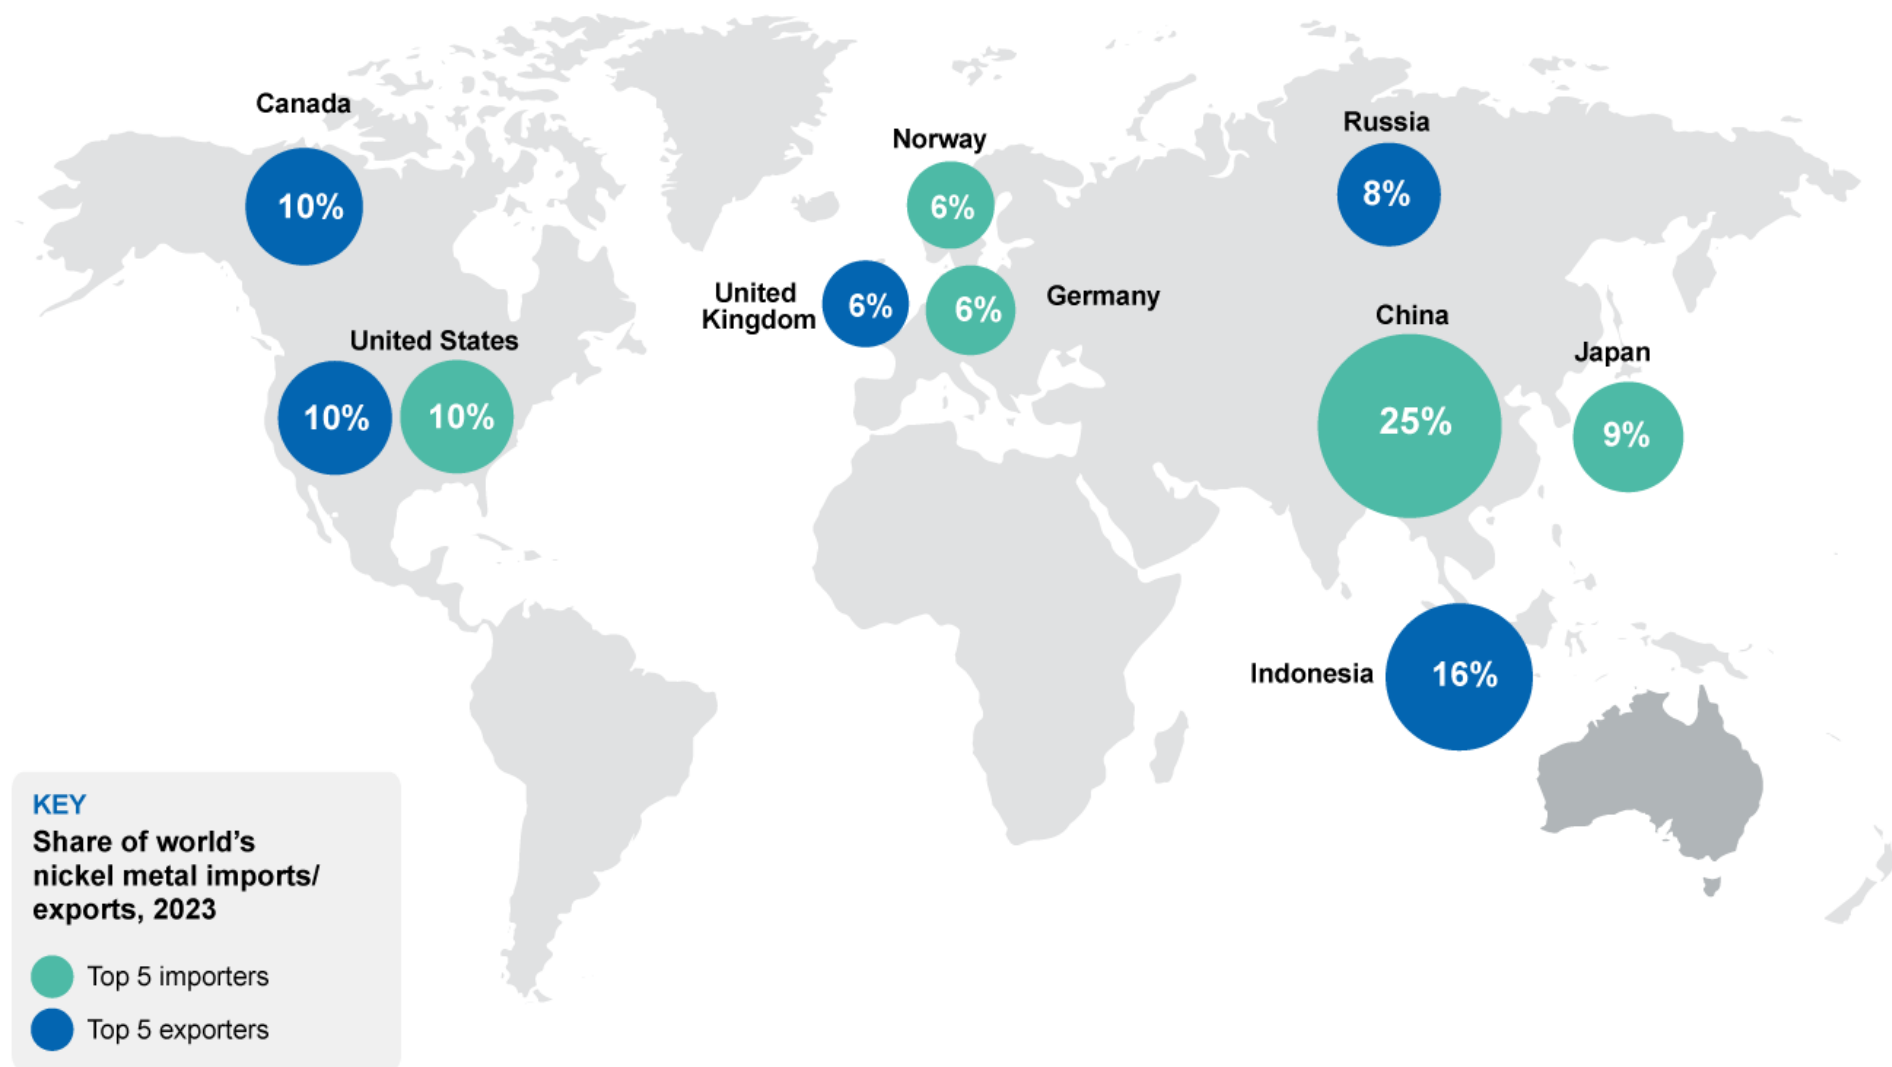 Canada
10%
Norway
6%
Russia
8%
United
Kingdom
6%
6%
Germany
United States
10%
10%
China
25%
Japan
9%
Indonesia
16%
KEY
Share of world’s
nickel metal imports/
exports, 2023
Top 5 importers
Top 5 exporters